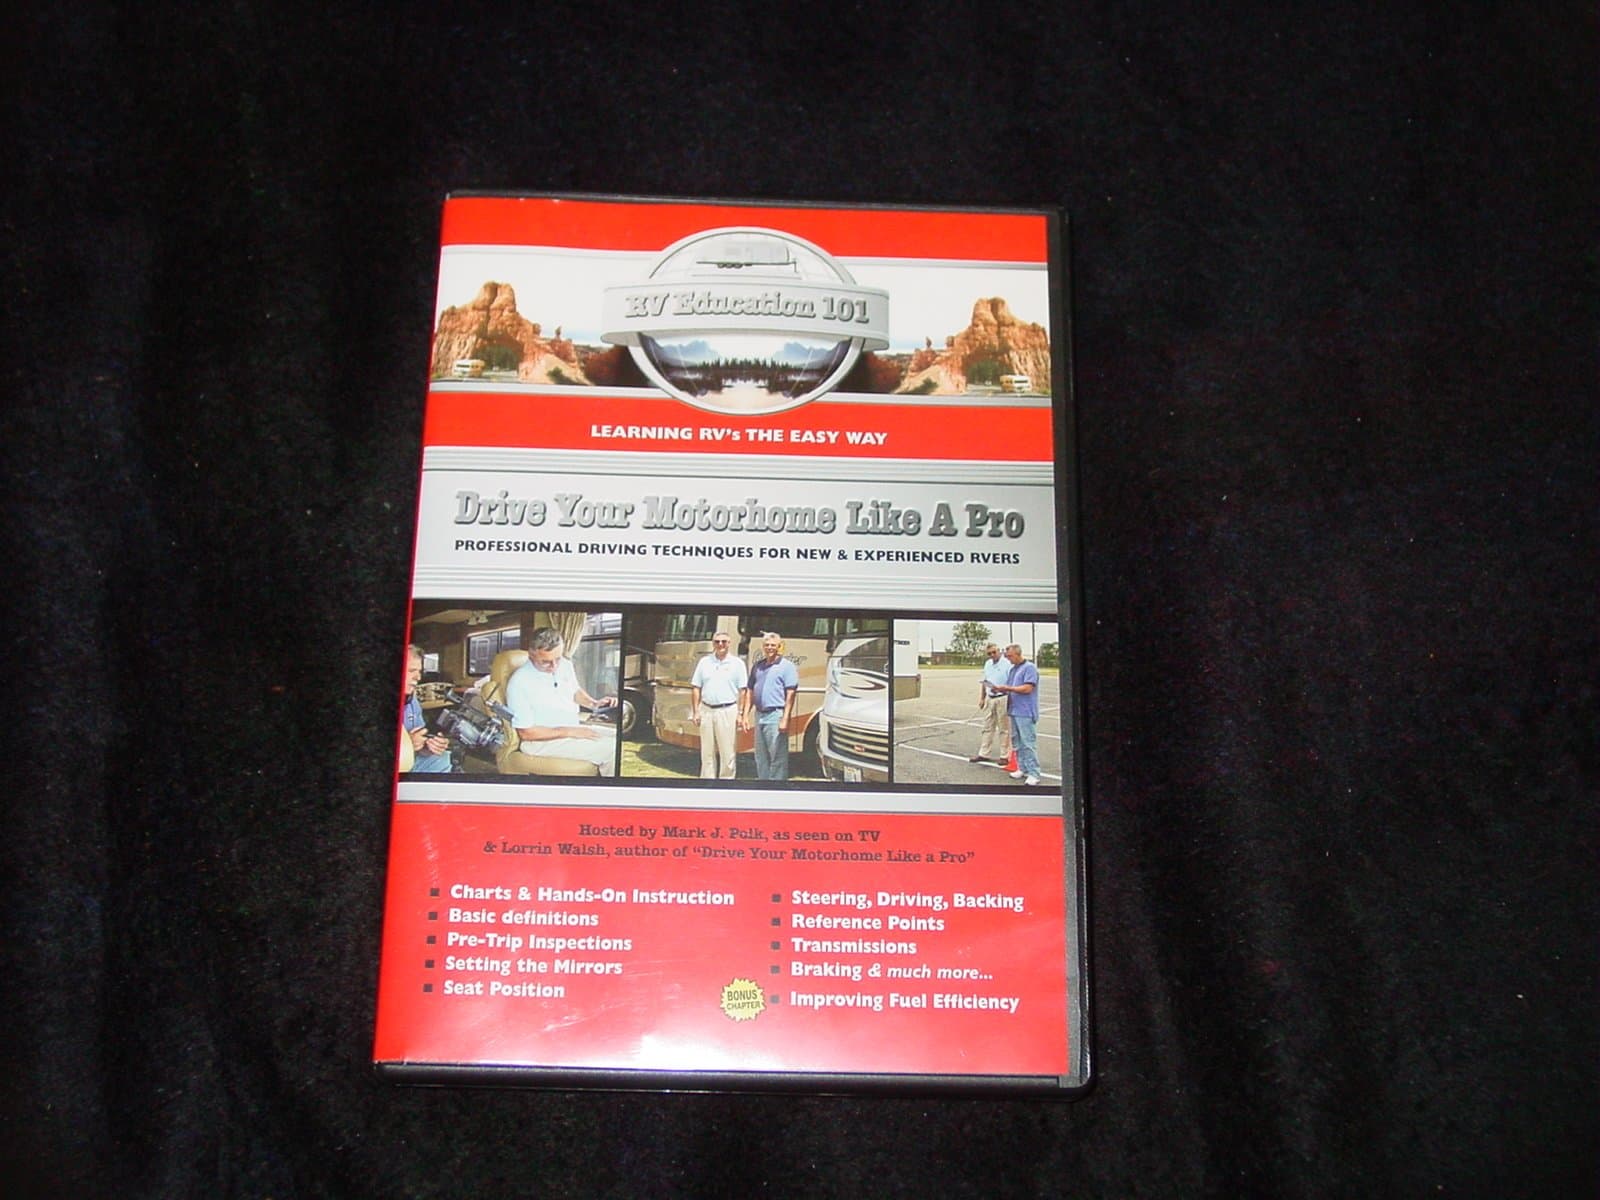 RV Education 101
LEARNING RV's THE EASY WAY
Drive Your Motorhome Like A Pro
PROFESSIONAL DRIVING TECHNIQUES FOR NEW & EXPERIENCED RVERS
Hosted by Mark J. Polk, as seen on TV
& Lorrin Walsh, author of "Drive Your Motorhome Like a Pro"
Charts & Hands-On Instruction
Basic definitions
Pre-Trip Inspections
Setting the Mirrors
Seat Position
Steering, Driving, Backing
Reference Points
Transmissions
Braking & much more...
BONUS
CHAPTER
Improving Fuel Efficiency